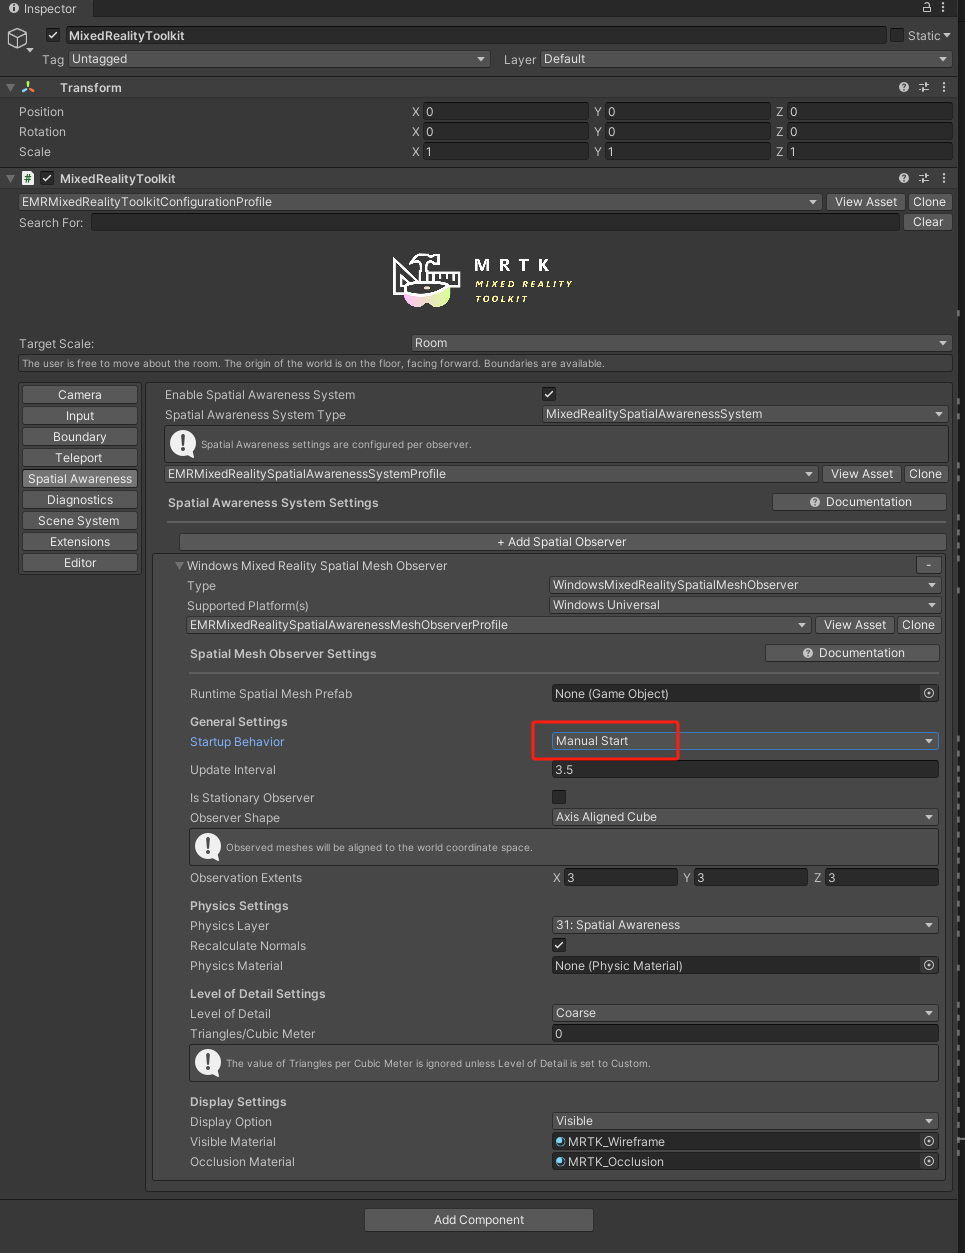 Inspector
MixedRealityToolkit Static
Tag Untagged Layer Default
Transform
Position X 0 Y 0 Z 0
Rotation X 0 Y 0 Z 0
Scale X 1 Y 1 Z 1
# MixedRealityToolkit
EMRMixedRealityToolkitConfigurationProfile View Asset Clone
Search For: Clear
MRTK
MIXED REALITY
TOOLKIT
Target Scale: Room
The user is free to move about the room. The origin of the world is on the floor, facing forward. Boundaries are available.
Camera
Input
Boundary
Teleport
Spatial Awareness
Diagnostics
Scene System
Extensions
Editor
Enable Spatial Awareness System
Spatial Awareness System Type MixedRealitySpatialAwarenessSystem
Spatial Awareness settings are configured per observer.
EMRMixedRealitySpatialAwarenessSystemProfile View Asset Clone
Spatial Awareness System Settings Documentation
+ Add Spatial Observer
Windows Mixed Reality Spatial Mesh Observer -
Type WindowsMixedRealitySpatialMeshObserver
Supported Platform(s) Windows Universal
EMRMixedRealitySpatialAwarenessMeshObserverProfile View Asset Clone
Spatial Mesh Observer Settings Documentation
Runtime Spatial Mesh Prefab None (Game Object)
General Settings
Startup Behavior Manual Start
Update Interval 3.5
Is Stationary Observer
Observer Shape Axis Aligned Cube
Observed meshes will be aligned to the world coordinate space.
Observation Extents X 3 Y 3 Z 3
Physics Settings
Physics Layer 31: Spatial Awareness
Recalculate Normals
Physics Material None (Physic Material)
Level of Detail Settings
Level of Detail Coarse
Triangles/Cubic Meter 0
The value of Triangles per Cubic Meter is ignored unless Level of Detail is set to Custom.
Display Settings
Display Option Visible
Visible Material MRTK_Wireframe
Occlusion Material MRTK_Occlusion
Add Component